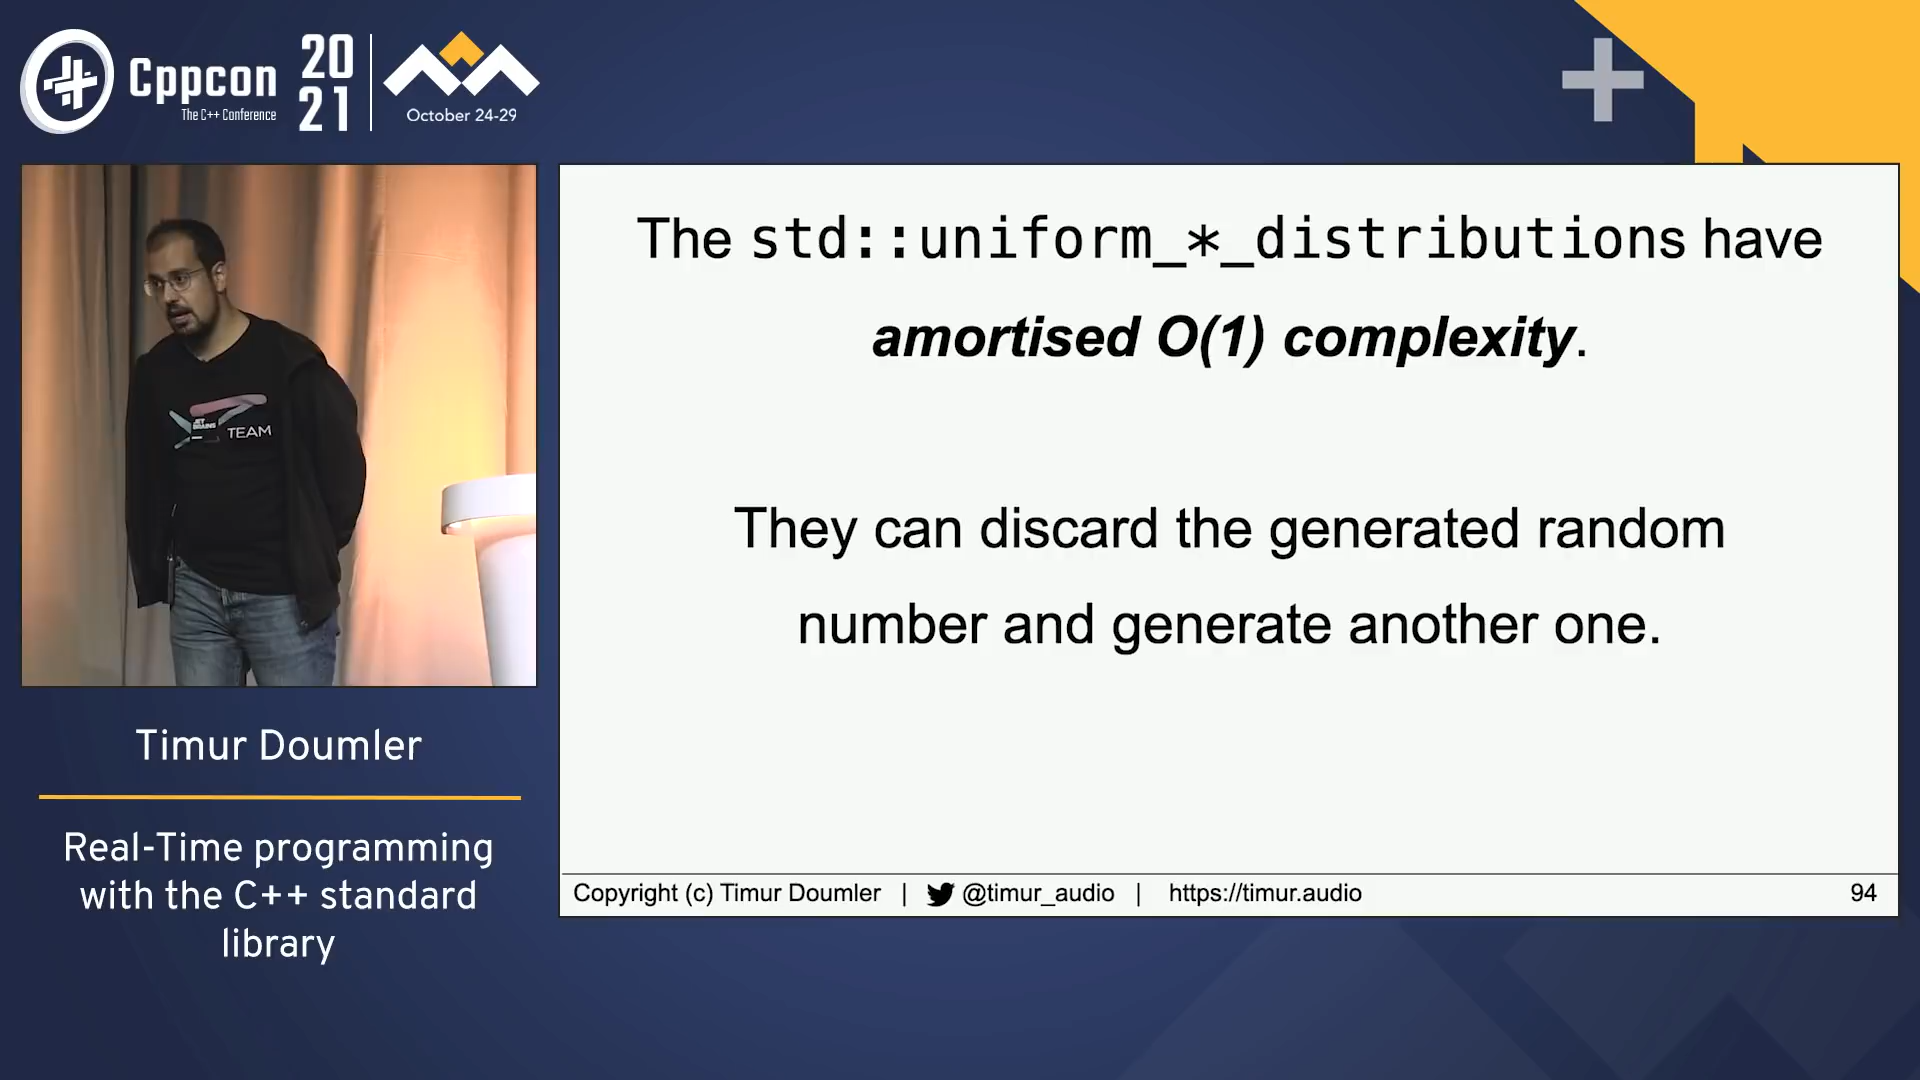 Cppcon
The C++ Conference
20
21
October 24-29
The std::uniform_*_distributions have
amortised O(1) complexity.
They can discard the generated random
number and generate another one.
Copyright (c) Timur Doumler | @timur_audio | https://timur.audio
94
JET
BRAINS
TEAM
Timur Doumler
Real-Time programming
with the C++ standard
library